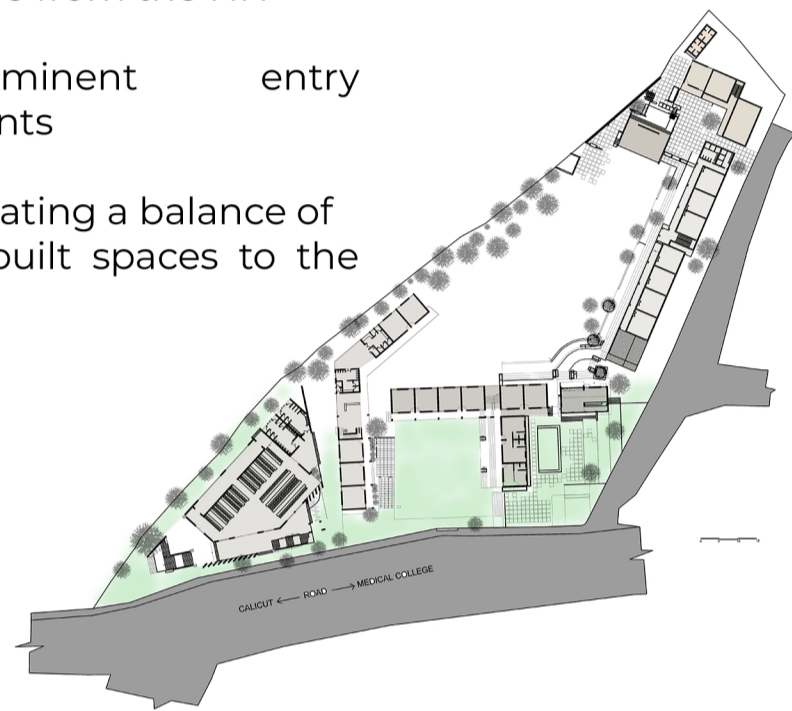 minent entry
nts
ating a balance of
built spaces to the
CALICUT ← ROAD → MEDICAL COLLEGE